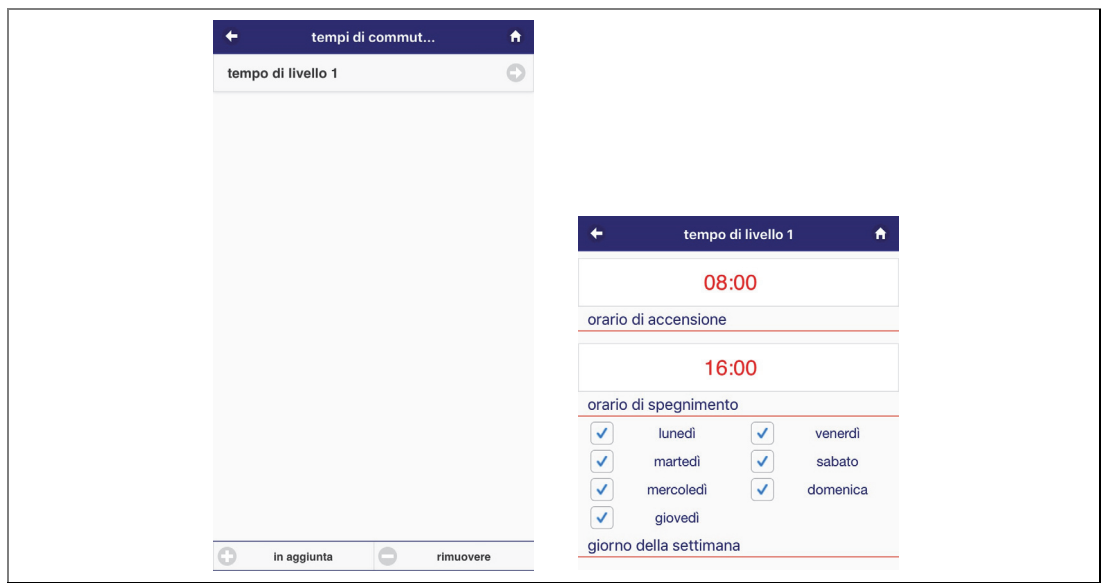 tempi di commut...
tempo di livello 1
in aggiunta
rimuovere
tempo di livello 1
08:00
orario di accensione
16:00
orario di spegnimento
lunedì venerdì
martedì sabato
mercoledì domenica
giovedì
giorno della settimana